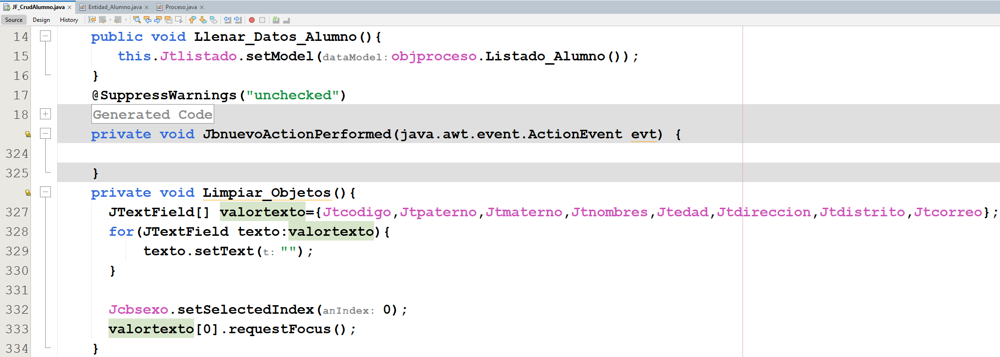 JF_CrudAlumno.java Entidad_Alumno.java Proceso.java
Source Design History
14 public void Llenar_Datos_Alumno(){
15 this.Jtlistado.setModel(dataModel: objproceso.Listado_Alumno());
16 }
17 @SuppressWarnings("unchecked")
18 Generated Code
private void JbnuevoActionPerformed(java.awt.event.ActionEvent evt) {
324
325 }
private void Limpiar_Objetos(){
327 JTextField[] valortexto={Jtcodigo,Jtpaterno,Jtmaterno,Jtnombres,Jtedad,Jtdireccion,Jtdistrito,Jtcorreo};
328 for(JTextField texto:valortexto){
329 texto.setText(t: "");
330 }
331
332 Jcbsexo.setSelectedIndex(anIndex: 0);
333 valortexto[0].requestFocus();
334 }